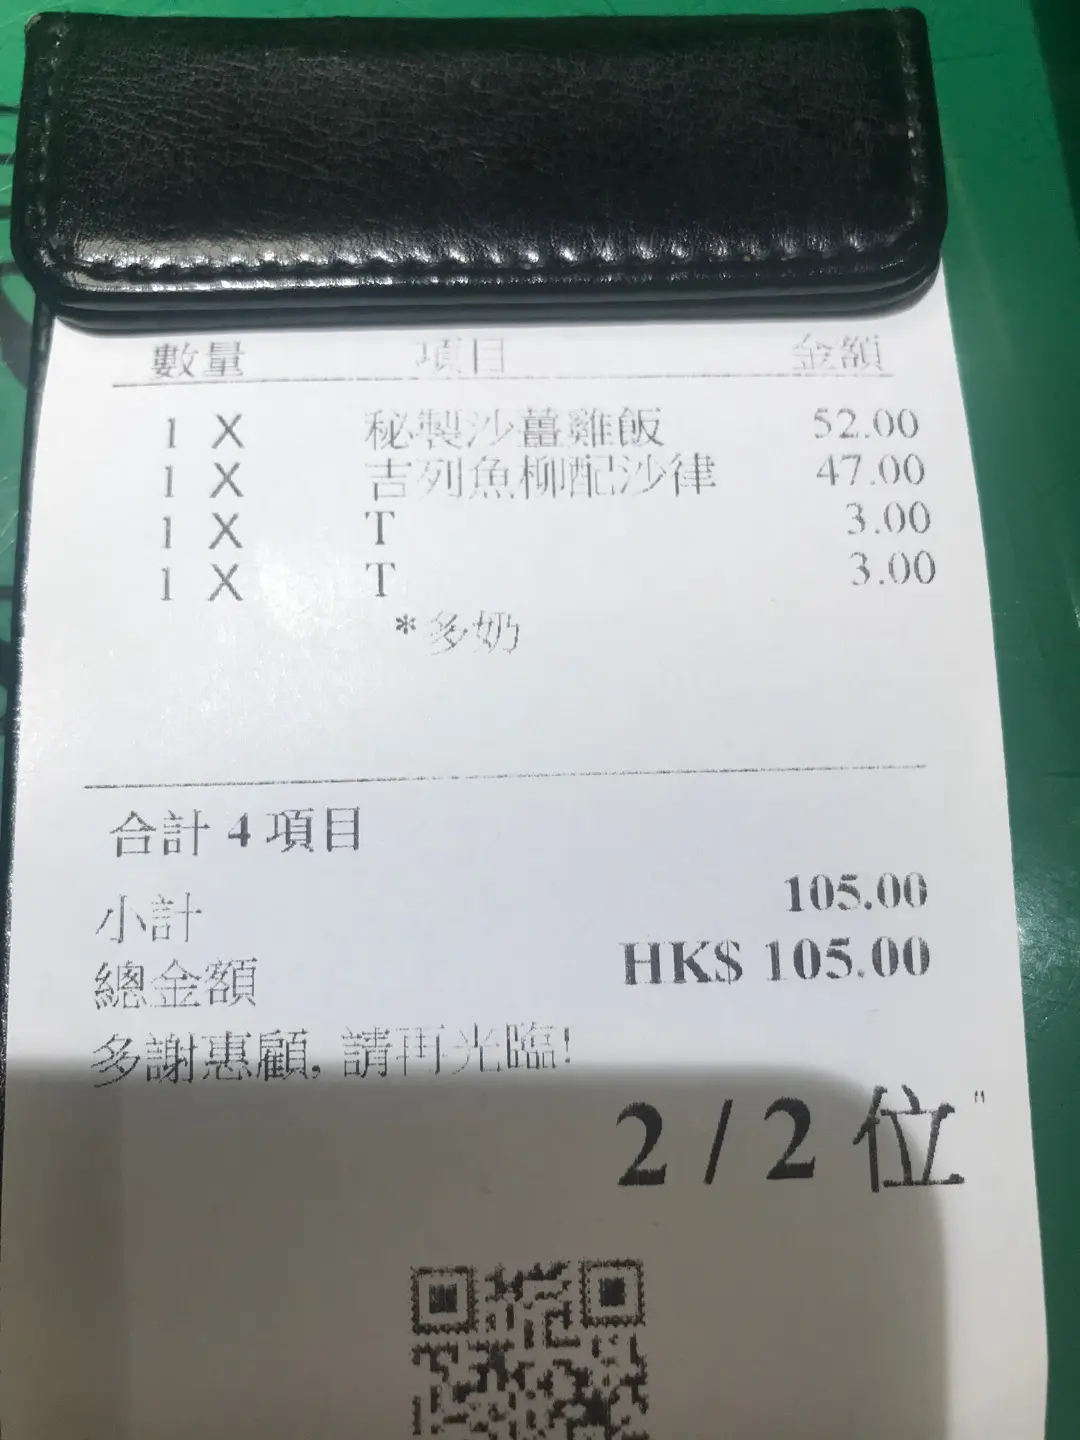 數量 項目 金額
1 X 秘製沙薑雞飯 52.00
1 X 吉列魚柳配沙律 47.00
1 X T 3.00
1 X T 3.00
*多奶
合計 4 項目
小計 105.00
總金額 HK$ 105.00
多謝惠顧, 請再光臨!
2 / 2 位"